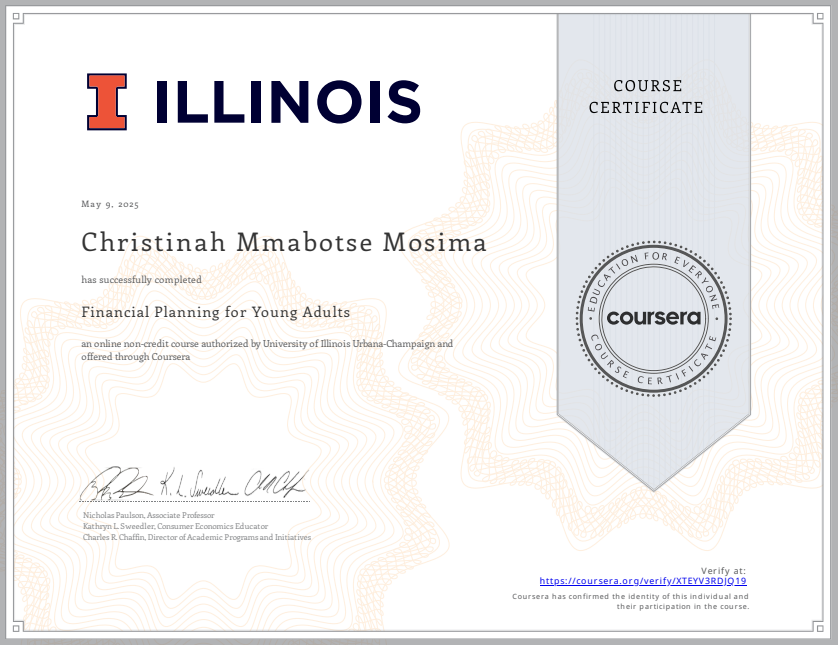 ILLINOIS
COURSE
CERTIFICATE
May 9, 2025
Christinah Mmabotse Mosima
has successfully completed
Financial Planning for Young Adults
an online non-credit course authorized by University of Illinois Urbana-Champaign and
offered through Coursera
EDUCATION FOR EVERYONE
coursera
COURSE CERTIFICATE
K. L. Sweedler
Nicholas Paulson, Associate Professor
Kathryn L. Sweedler, Consumer Economics Educator
Charles R. Chaffin, Director of Academic Programs and Initiatives
Verify at:
https://coursera.org/verify/XTEYV3RDJQ19
Coursera has confirmed the identity of this individual and
their participation in the course.